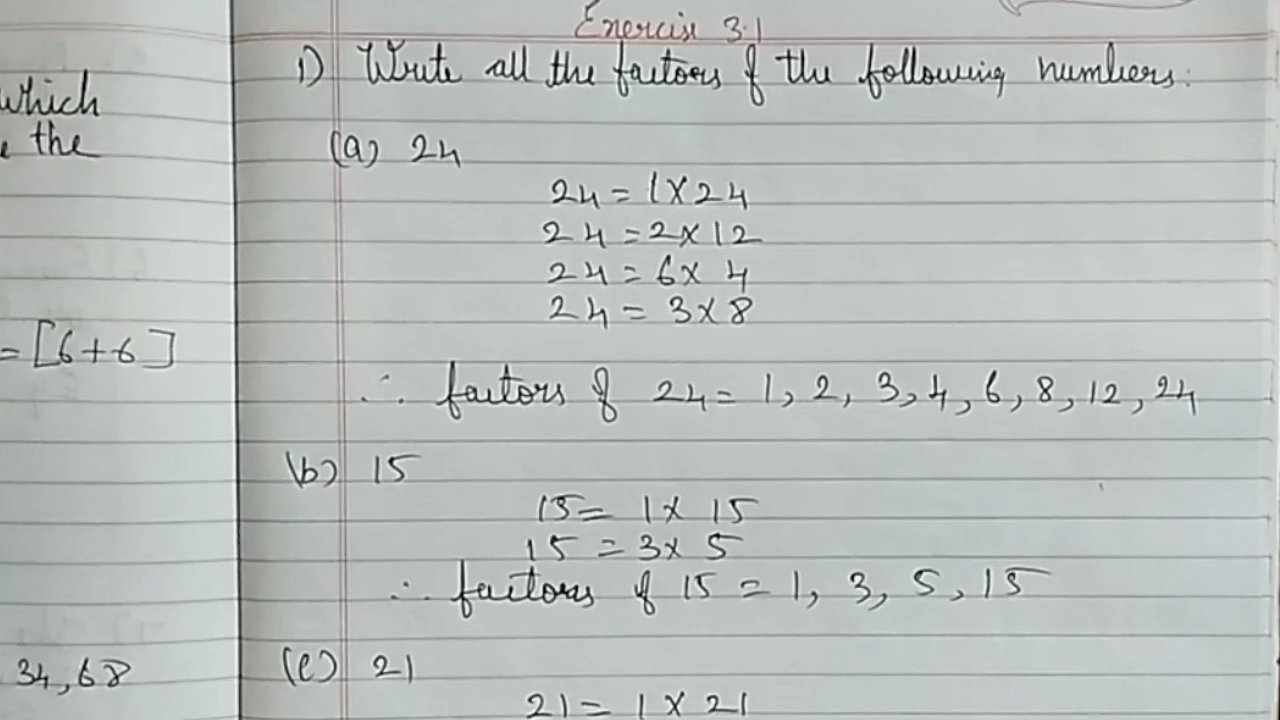 which
the
= [6+6]
34, 68
Exercise 3.1
1) Write all the factors of the following numbers:
(a) 24
24 = 1 x 24
24 = 2 x 12
24 = 6 x 4
24 = 3 x 8
∴ factors of 24 = 1, 2, 3, 4, 6, 8, 12, 24
(b) 15
15 = 1 x 15
15 = 3 x 5
∴ factors of 15 = 1, 3, 5, 15
(c) 21
21 = 1 x 21